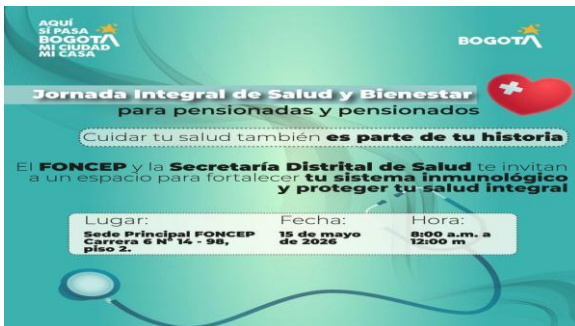 AQUÍ
SÍ PASA
BOGOTÁ
MI CIUDAD
MI CASA
BOGOTÁ
Jornada Integral de Salud y Bienestar
para pensionadas y pensionados
Cuidar tu salud también es parte de tu historia
El FONCEP y la Secretaría Distrital de Salud te invitan
a un espacio para fortalecer tu sistema inmunológico
y proteger tu salud integral
Lugar:
Sede Principal FONCEP
Carrera 6 N° 14 - 98,
piso 2.
Fecha:
15 de mayo
de 2026
Hora:
8:00 a.m. a
12:00 m